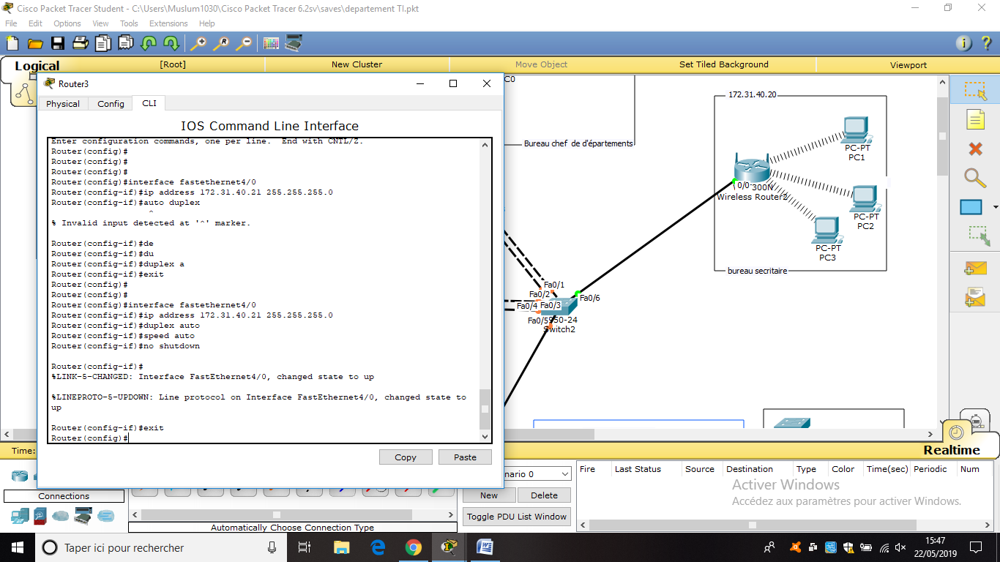 Cisco Packet Tracer Student - C:\Users\Muslum1030\Cisco Packet Tracer 6.2sv\saves\departement TI.pkt
File Edit Options View Tools Extensions Help
Logical [Root] New Cluster Move Object Set Tiled Background Viewport
Router3
Physical Config CLI
IOS Command Line Interface
Enter configuration commands, one per line.  End with CNTL/Z.
Router(config)#
Router(config)#
Router(config)#
Router(config)#interface fastethernet4/0
Router(config-if)#ip address 172.31.40.21 255.255.255.0
Router(config-if)#auto duplex
^
% Invalid input detected at '^' marker.
Router(config-if)#de
Router(config-if)#du
Router(config-if)#duplex a
Router(config-if)#exit
Router(config)#
Router(config)#
Router(config)#interface fastethernet4/0
Router(config-if)#ip address 172.31.40.21 255.255.255.0
Router(config-if)#duplex auto
Router(config-if)#speed auto
Router(config-if)#no shutdown
Router(config-if)#
%LINK-5-CHANGED: Interface FastEthernet4/0, changed state to up
%LINEPROTO-5-UPDOWN: Line protocol on Interface FastEthernet4/0, changed state to
up
Router(config-if)#exit
Router(config)#
Copy Paste
C0
Bureau chef de d'départements
172.31.40.20
PC-PT
PC1
0/0 300N
Wireless Router2
PC-PT
PC2
PC-PT
PC3
bureau secritaire
Fa0/1
Fa0/2
Fa0/4 Fa0/3
Fa0/6
Fa0/5 950-24
Switch2
Time:
Realtime
Connections
Automatically Choose Connection Type
nario 0
New Delete
Toggle PDU List Window
Fire Last Status Source Destination Type Color Time(sec) Periodic Num
Activer Windows
Accédez aux paramètres pour activer Windows.
Taper ici pour rechercher
15:47
22/05/2019